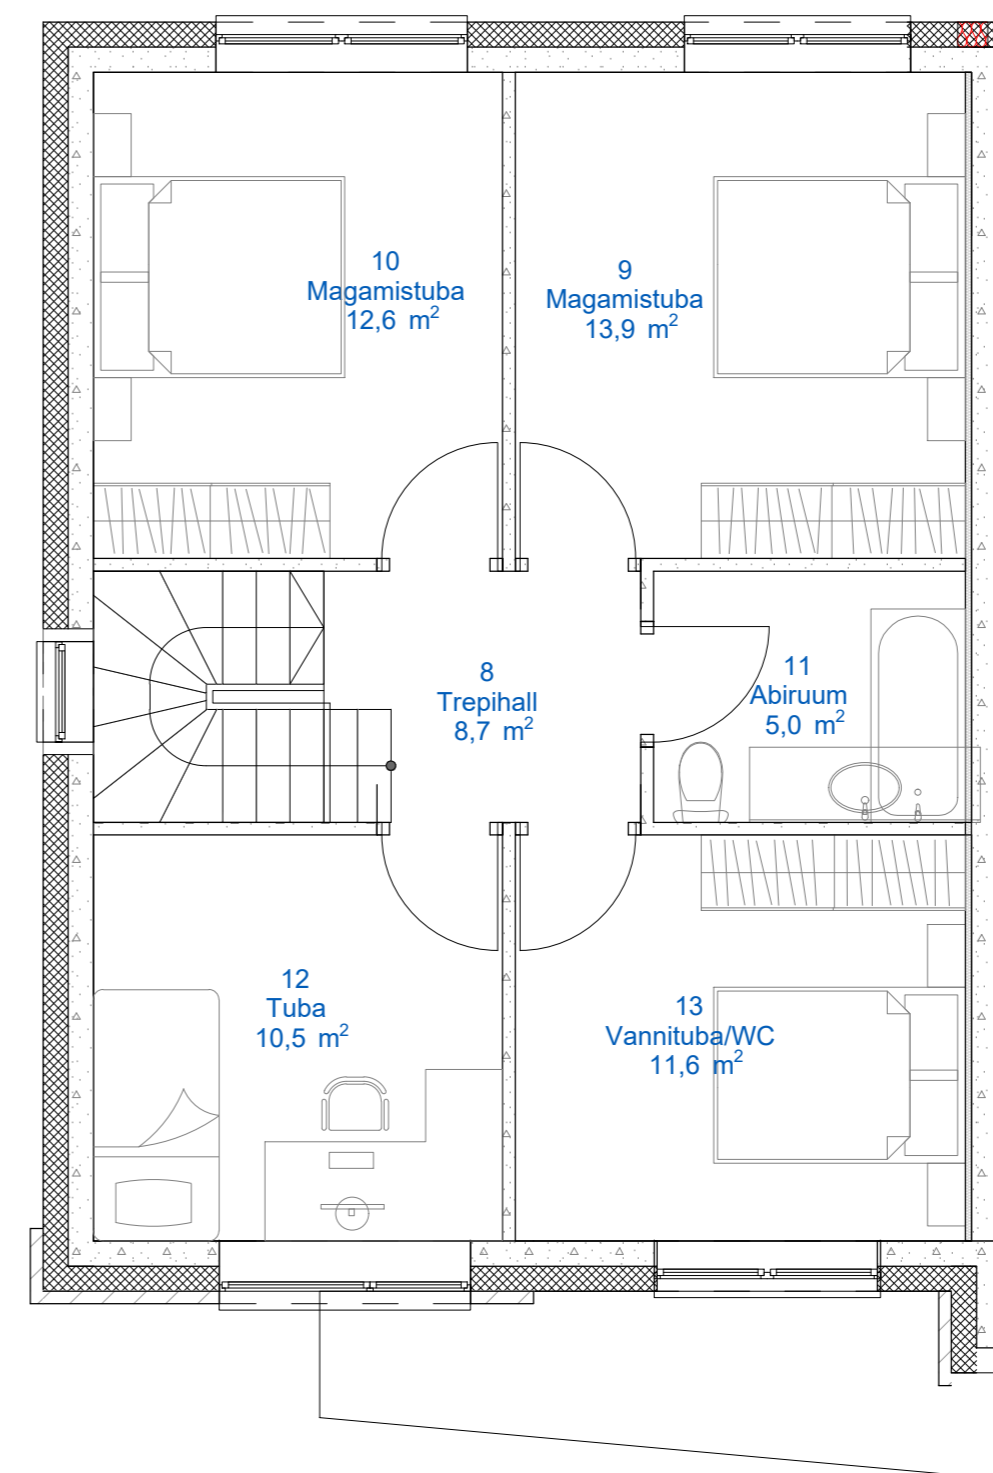 10
Magamistuba
12,6 m²
9
Magamistuba
13,9 m²
8
Trepihall
8,7 m²
11
Abiruum
5,0 m²
12
Tuba
10,5 m²
13
Vannituba/WC
11,6 m²